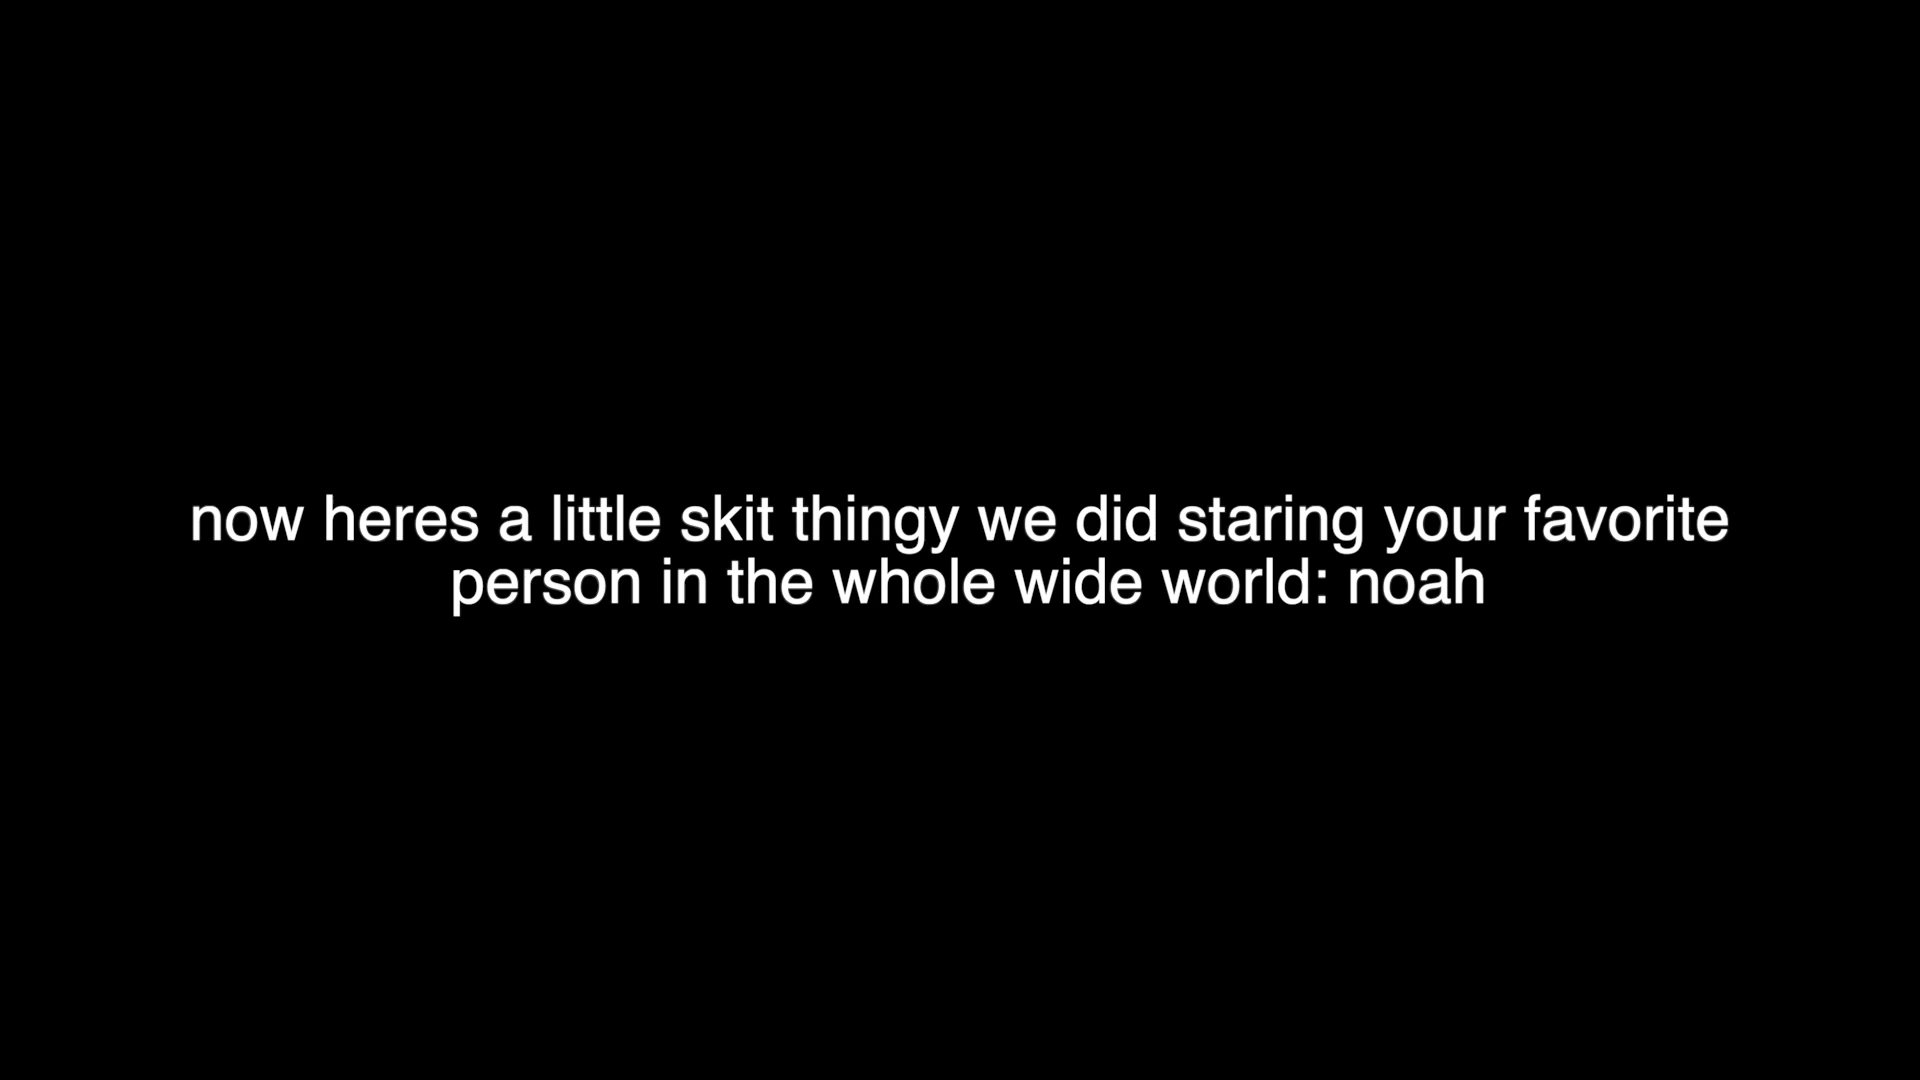 now heres a little skit thingy we did staring your favorite
person in the whole wide world: noah